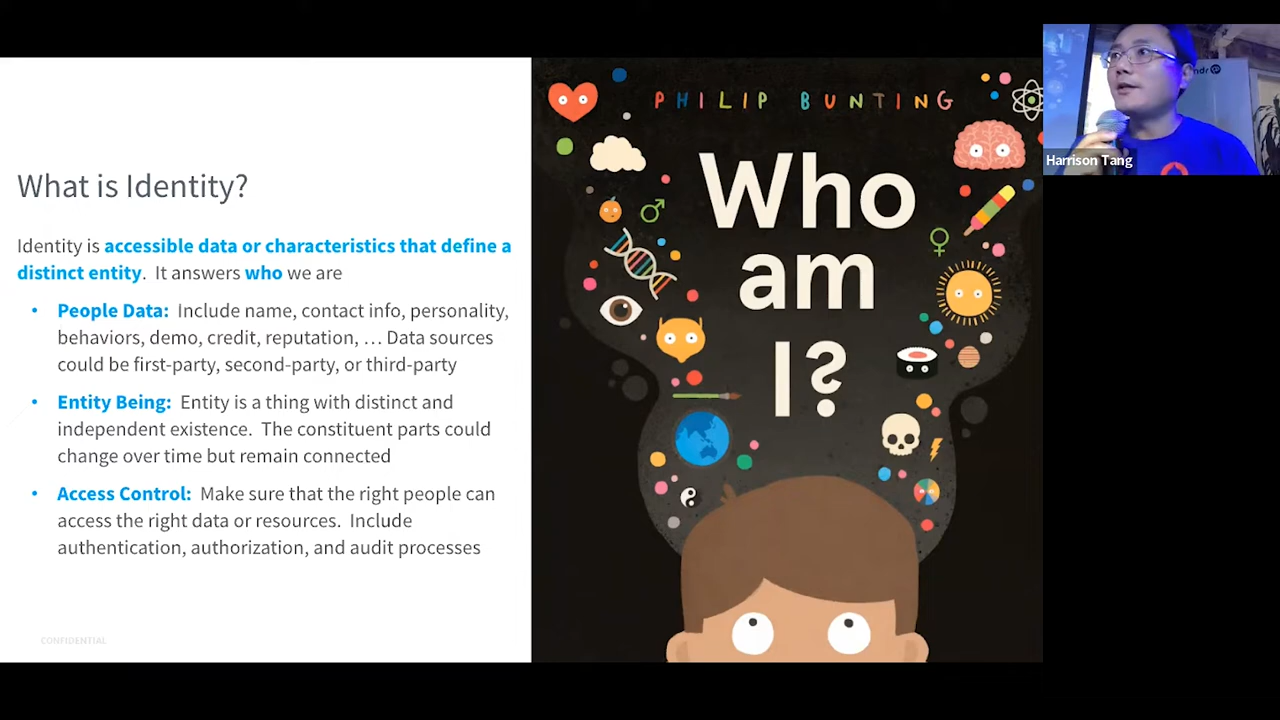 What is Identity?
Identity is accessible data or characteristics that define a
distinct entity. It answers who we are
• People Data: Include name, contact info, personality,
behaviors, demo, credit, reputation, … Data sources
could be first-party, second-party, or third-party
• Entity Being: Entity is a thing with distinct and
independent existence. The constituent parts could
change over time but remain connected
• Access Control: Make sure that the right people can
access the right data or resources. Include
authentication, authorization, and audit processes
CONFIDENTIAL
PHILIP BUNTING
Who
am
I?
Harrison Tang